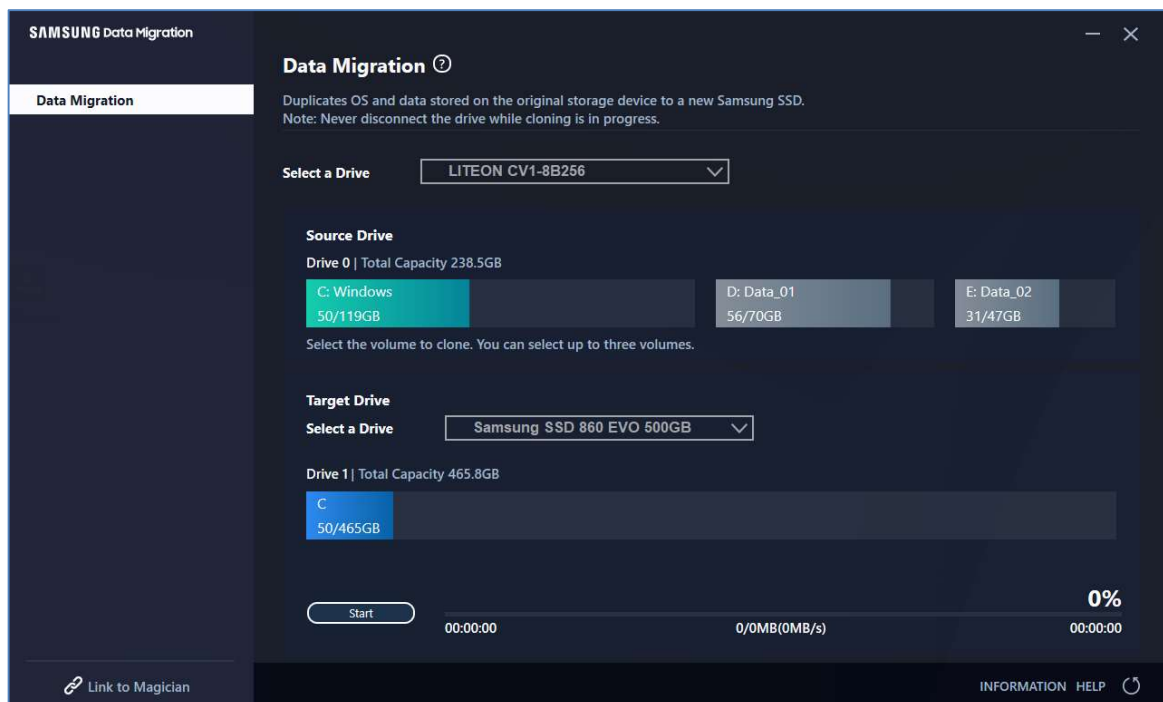 SAMSUNG Data Migration
Data Migration
Data Migration ?
Duplicates OS and data stored on the original storage device to a new Samsung SSD.
Note: Never disconnect the drive while cloning is in progress.
Select a Drive LITEON CV1-8B256
Source Drive
Drive 0 | Total Capacity 238.5GB
C: Windows D: Data_01 E: Data_02
50/119GB 56/70GB 31/47GB
Select the volume to clone. You can select up to three volumes.
Target Drive
Select a Drive Samsung SSD 860 EVO 500GB
Drive 1 | Total Capacity 465.8GB
C
50/465GB
0%
Start
00:00:00 0/0MB(0MB/s) 00:00:00
Link to Magician INFORMATION HELP